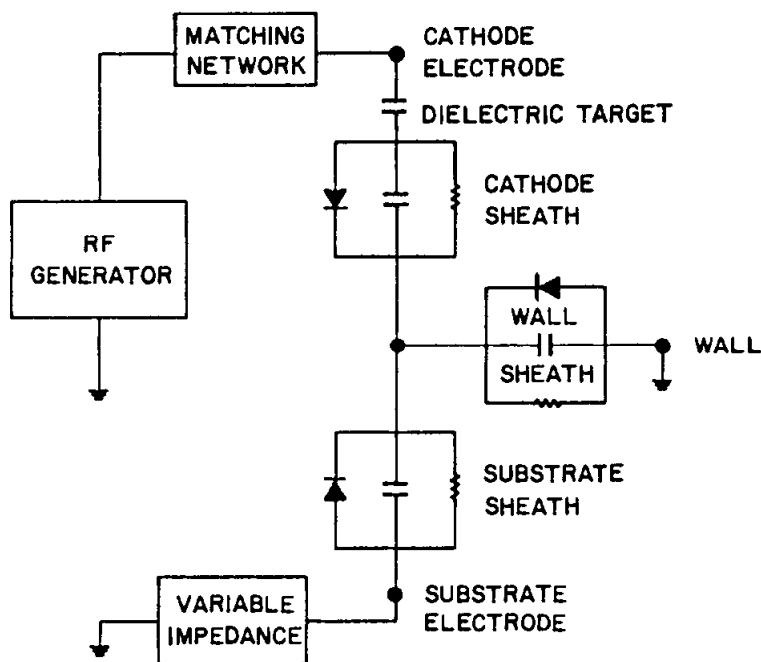 MATCHING
NETWORK
CATHODE
ELECTRODE
DIELECTRIC TARGET
CATHODE
SHEATH
RF
GENERATOR
WALL
SHEATH
WALL
SUBSTRATE
SHEATH
VARIABLE
IMPEDANCE
SUBSTRATE
ELECTRODE